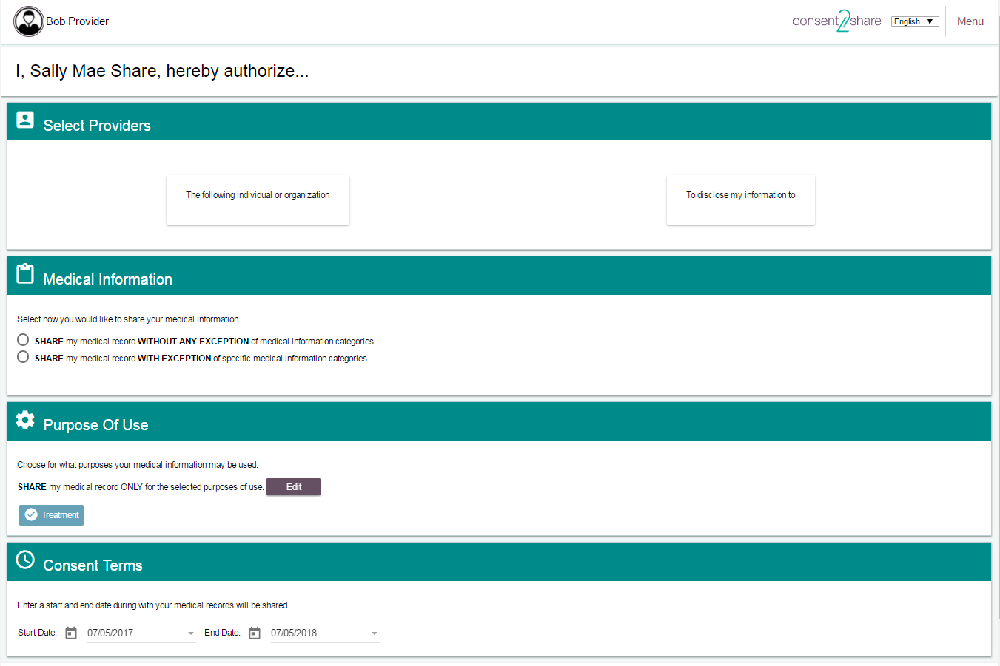 Bob Provider
consent2share
English ▼
Menu
I, Sally Mae Share, hereby authorize...
Select Providers
The following individual or organization
To disclose my information to
Medical Information
Select how you would like to share your medical information.
SHARE my medical record WITHOUT ANY EXCEPTION of medical information categories.
SHARE my medical record WITH EXCEPTION of specific medical information categories.
Purpose Of Use
Choose for what purposes your medical information may be used.
SHARE my medical record ONLY for the selected purposes of use. Edit
Treatment
Consent Terms
Enter a start and end date during with your medical records will be shared.
Start Date: 07/05/2017 End Date: 07/05/2018